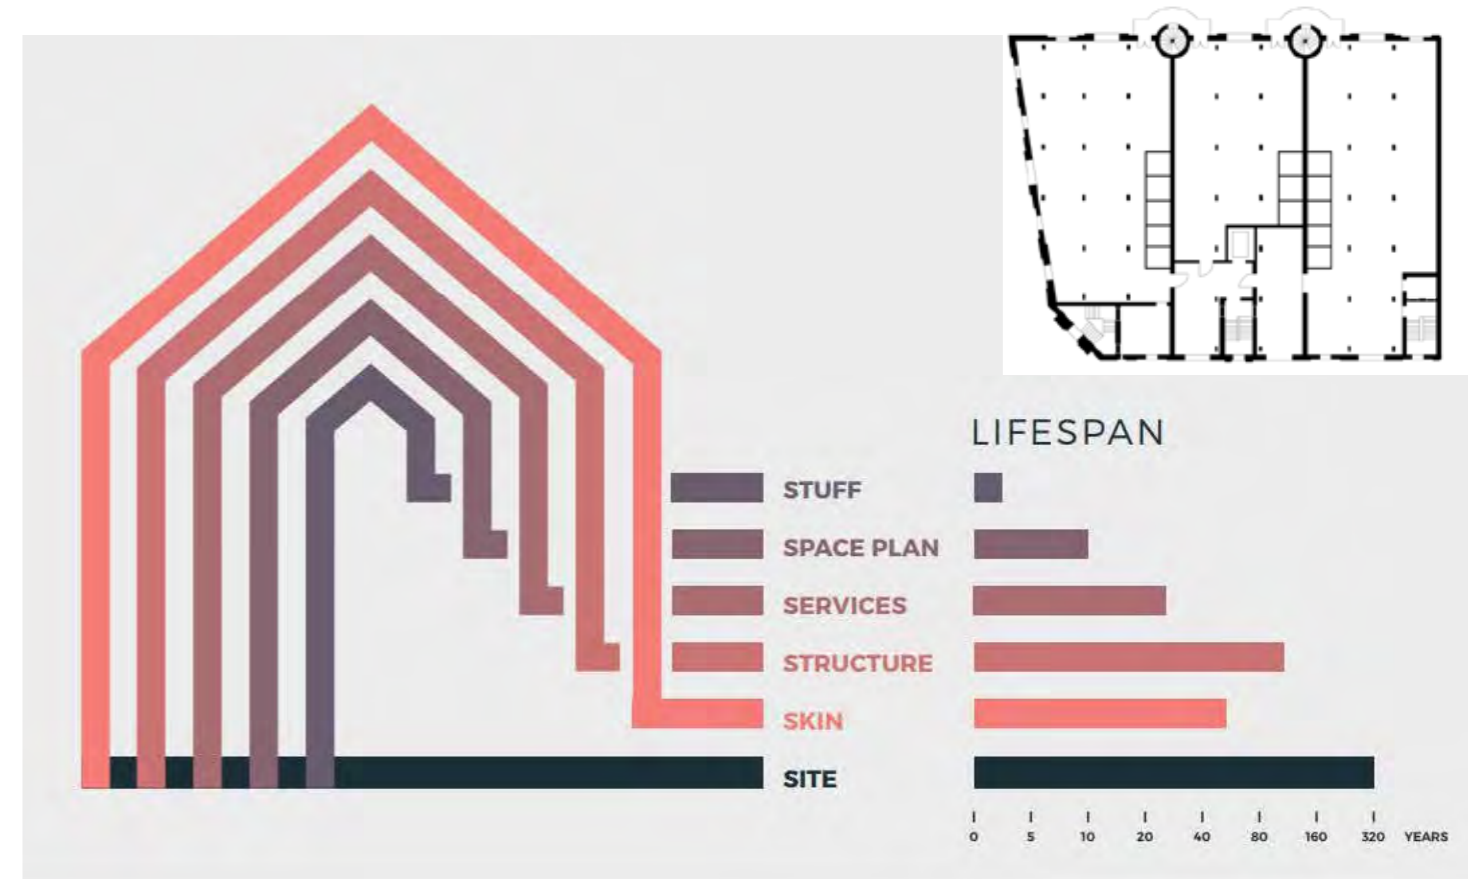 LIFESPAN
STUFF
SPACE PLAN
SERVICES
STRUCTURE
SKIN
SITE
0 5 10 20 40 80 160 320 YEARS